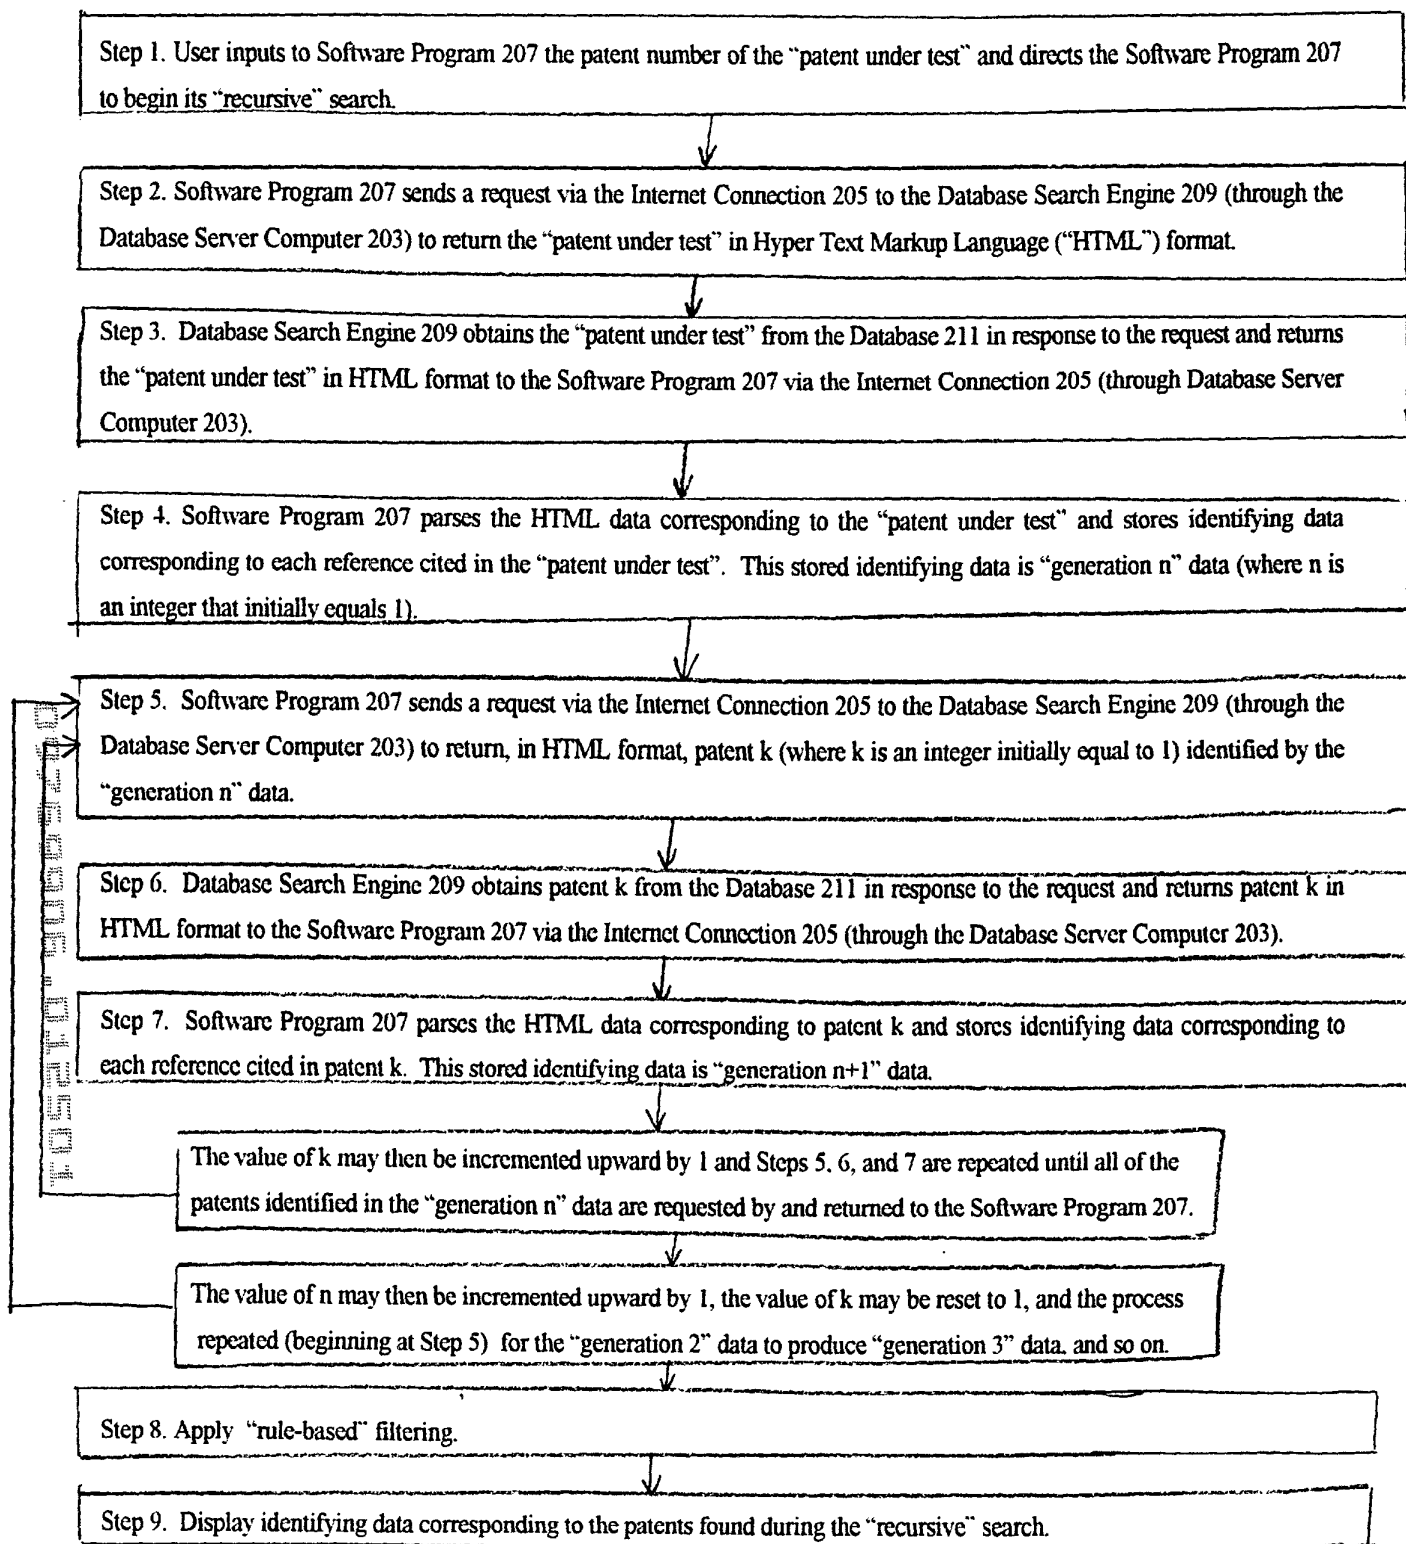 Step 1. User inputs to Software Program 207 the patent number of the “patent under test” and directs the Software Program 207
to begin its “recursive” search.
Step 2. Software Program 207 sends a request via the Internet Connection 205 to the Database Search Engine 209 (through the
Database Server Computer 203) to return the “patent under test” in Hyper Text Markup Language (“HTML”) format.
Step 3. Database Search Engine 209 obtains the “patent under test” from the Database 211 in response to the request and returns
the “patent under test” in HTML format to the Software Program 207 via the Internet Connection 205 (through Database Server
Computer 203).
Step 4. Software Program 207 parses the HTML data corresponding to the “patent under test” and stores identifying data
corresponding to each reference cited in the “patent under test”. This stored identifying data is “generation n” data (where n is
an integer that initially equals 1).
Step 5. Software Program 207 sends a request via the Internet Connection 205 to the Database Search Engine 209 (through the
Database Server Computer 203) to return, in HTML format, patent k (where k is an integer initially equal to 1) identified by the
“generation n” data.
Step 6. Database Search Engine 209 obtains patent k from the Database 211 in response to the request and returns patent k in
HTML format to the Software Program 207 via the Internet Connection 205 (through the Database Server Computer 203).
Step 7. Software Program 207 parses the HTML data corresponding to patent k and stores identifying data corresponding to
each reference cited in patent k. This stored identifying data is “generation n+1” data.
The value of k may then be incremented upward by 1 and Steps 5, 6, and 7 are repeated until all of the
patents identified in the “generation n” data are requested by and returned to the Software Program 207.
The value of n may then be incremented upward by 1, the value of k may be reset to 1, and the process
repeated (beginning at Step 5) for the “generation 2” data to produce “generation 3” data, and so on.
Step 8. Apply “rule-based” filtering.
Step 9. Display identifying data corresponding to the patents found during the “recursive” search.